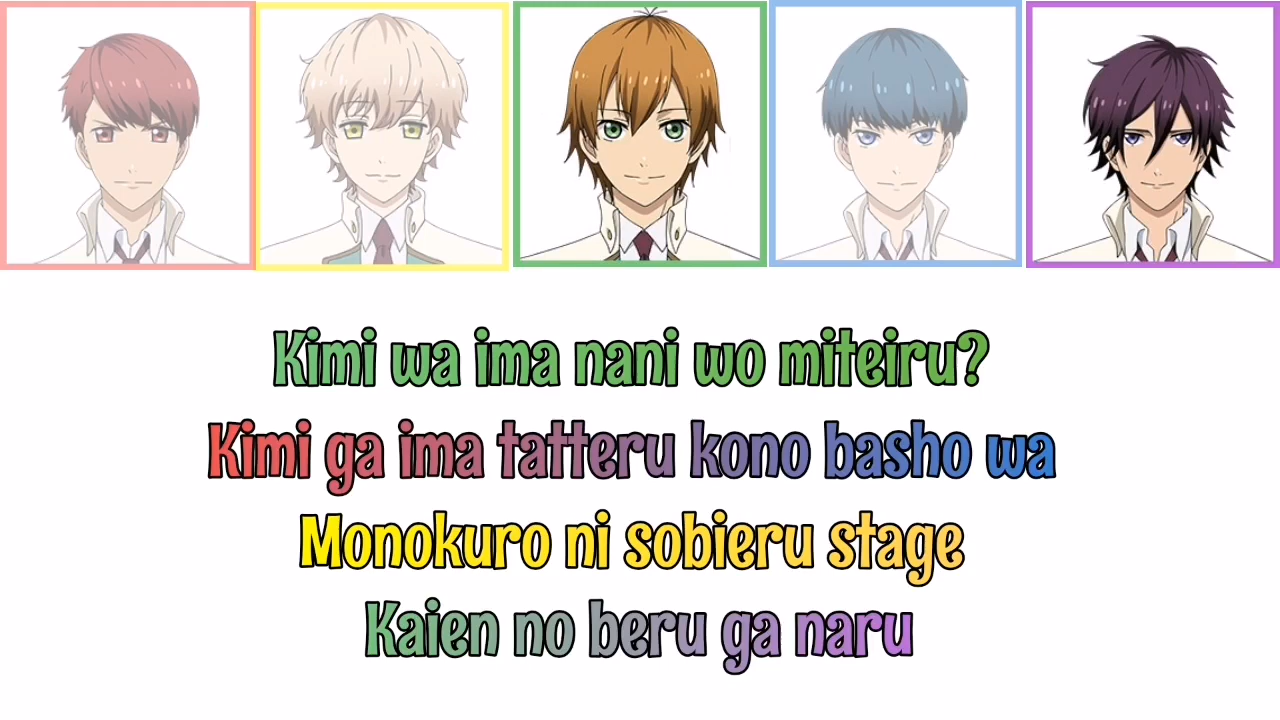 Kimi wa ima nani wo miteiru?
Kimi ga ima tatteru kono basho wa
Monokuro ni sobieru stage
Kaien no beru ga naru